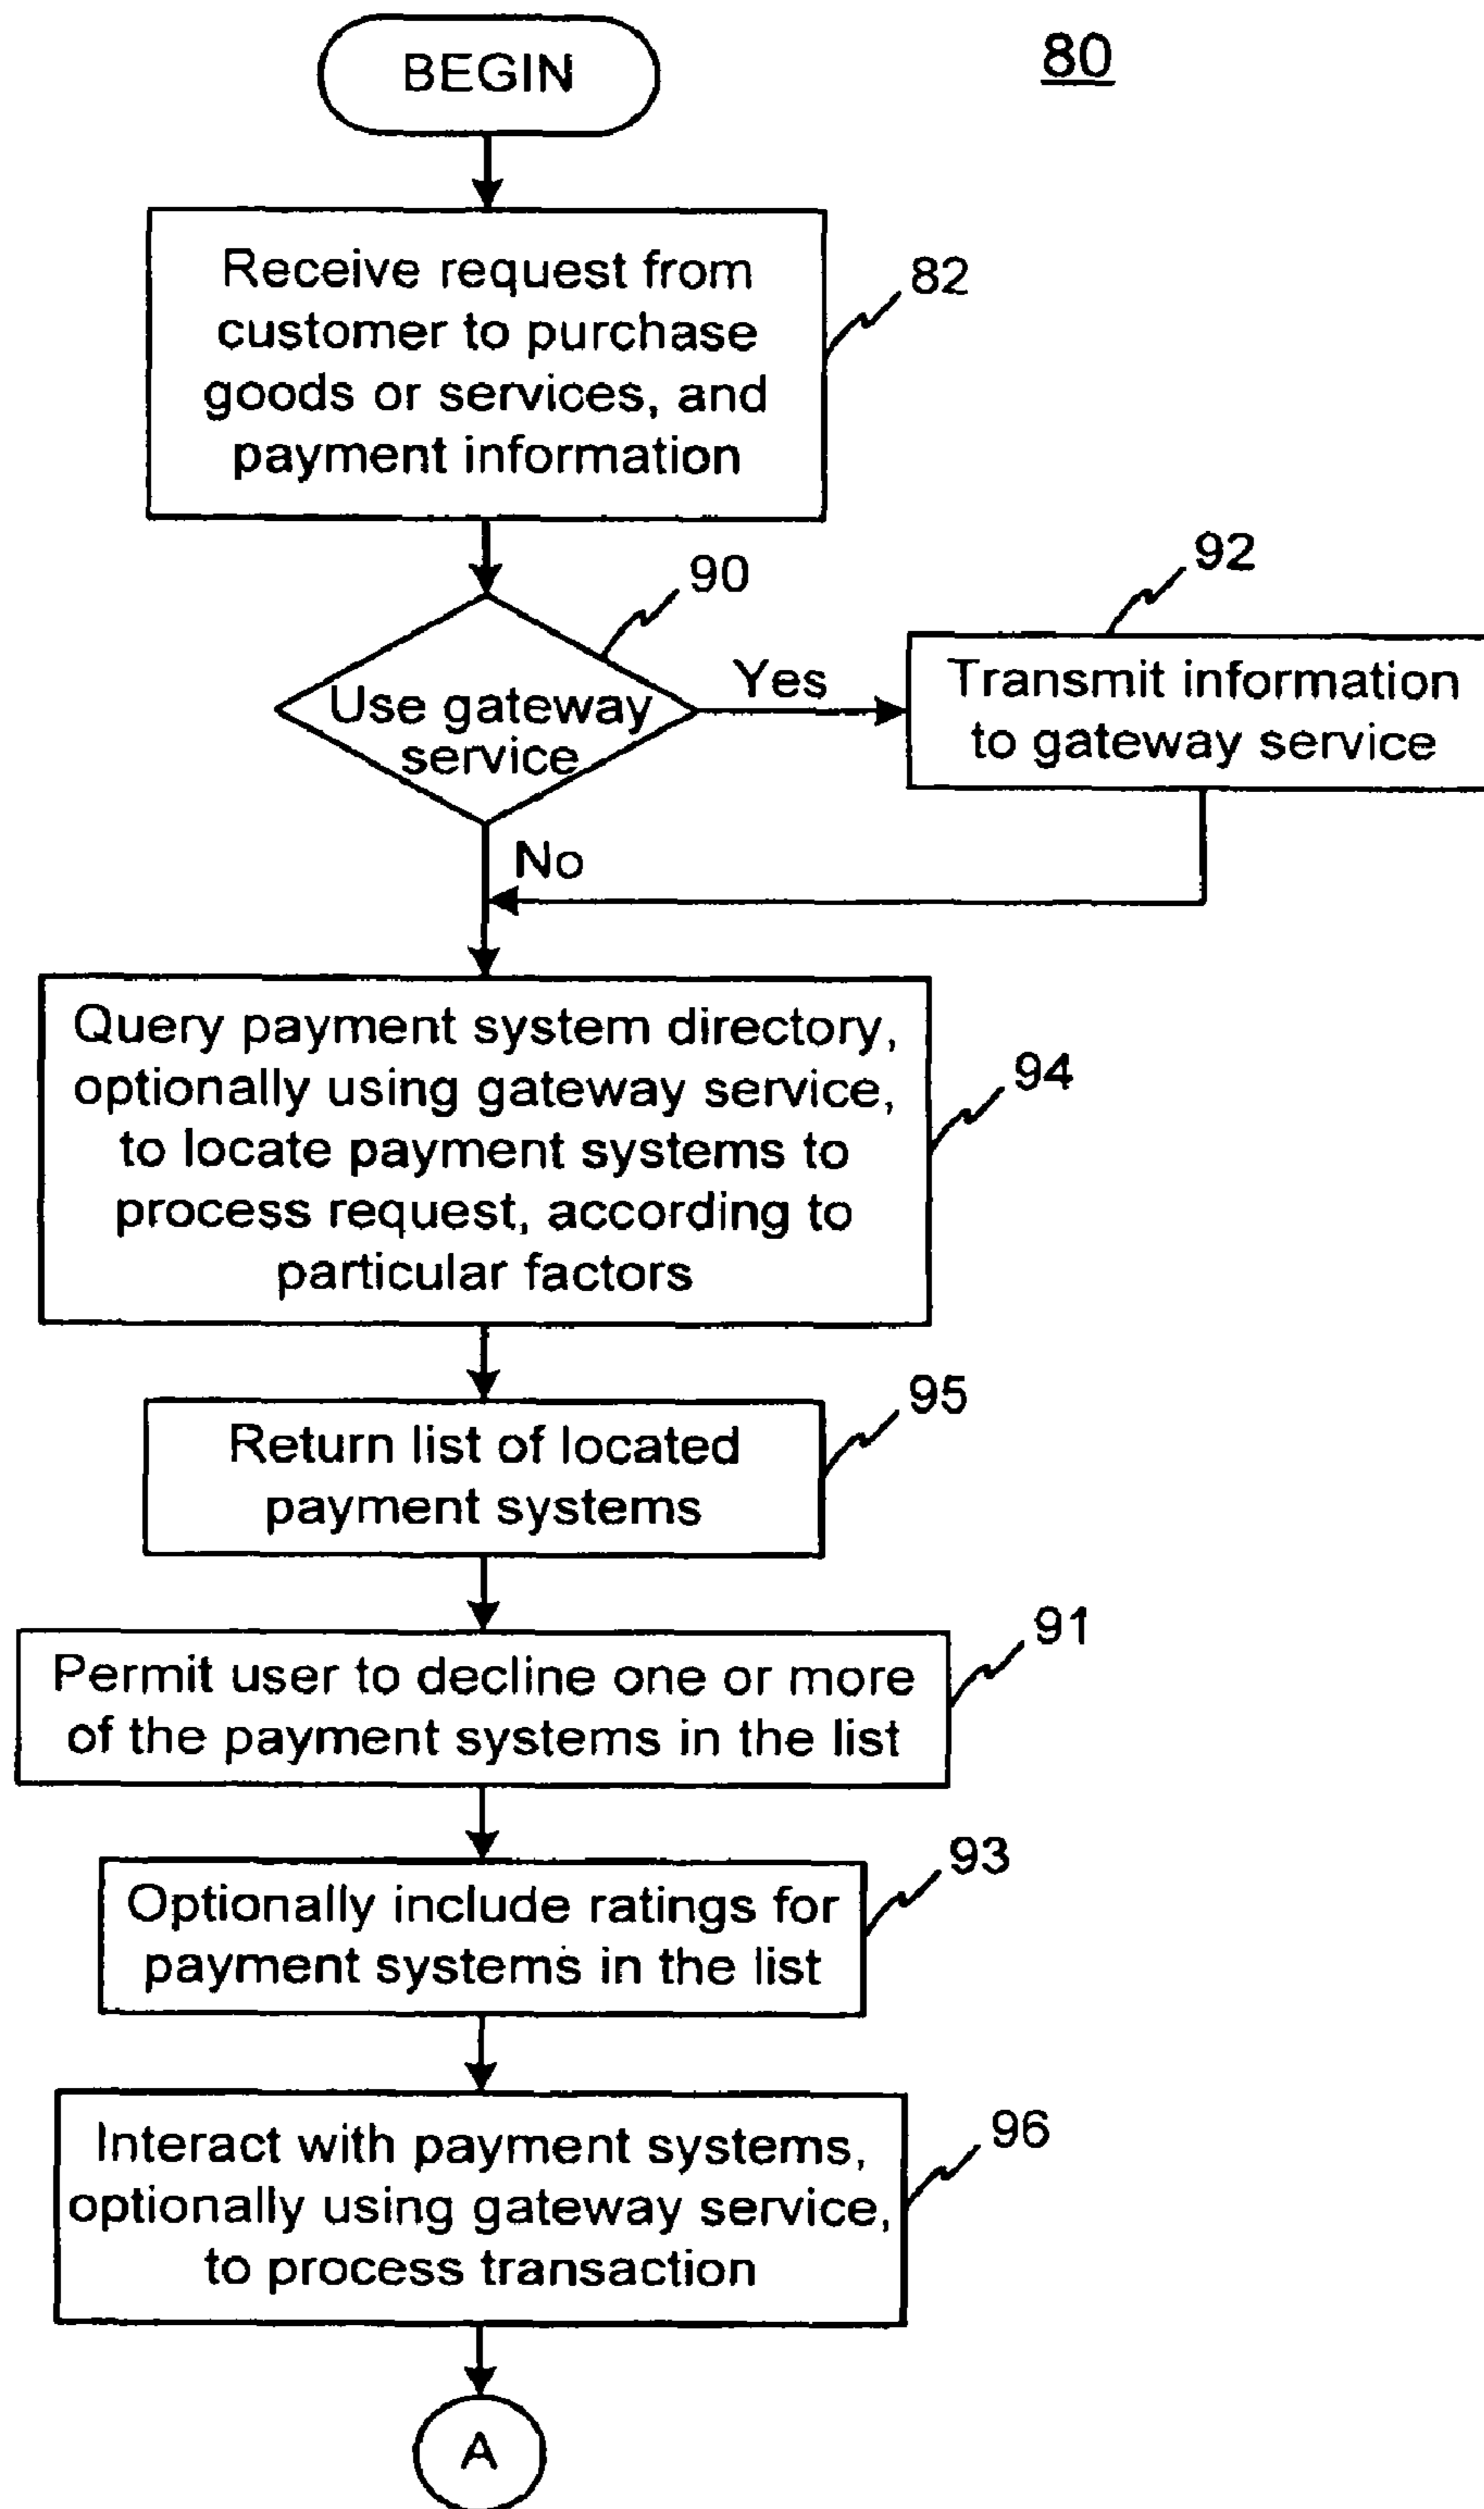 BEGIN
80
Receive request from
customer to purchase
goods or services, and
payment information
82
90
Use gateway
service
Yes
92
Transmit information
to gateway service
No
Query payment system directory,
optionally using gateway service,
to locate payment systems to
process request, according to
particular factors
94
Return list of located
payment systems
95
Permit user to decline one or more
of the payment systems in the list
91
Optionally include ratings for
payment systems in the list
93
Interact with payment systems,
optionally using gateway service,
to process transaction
96
A